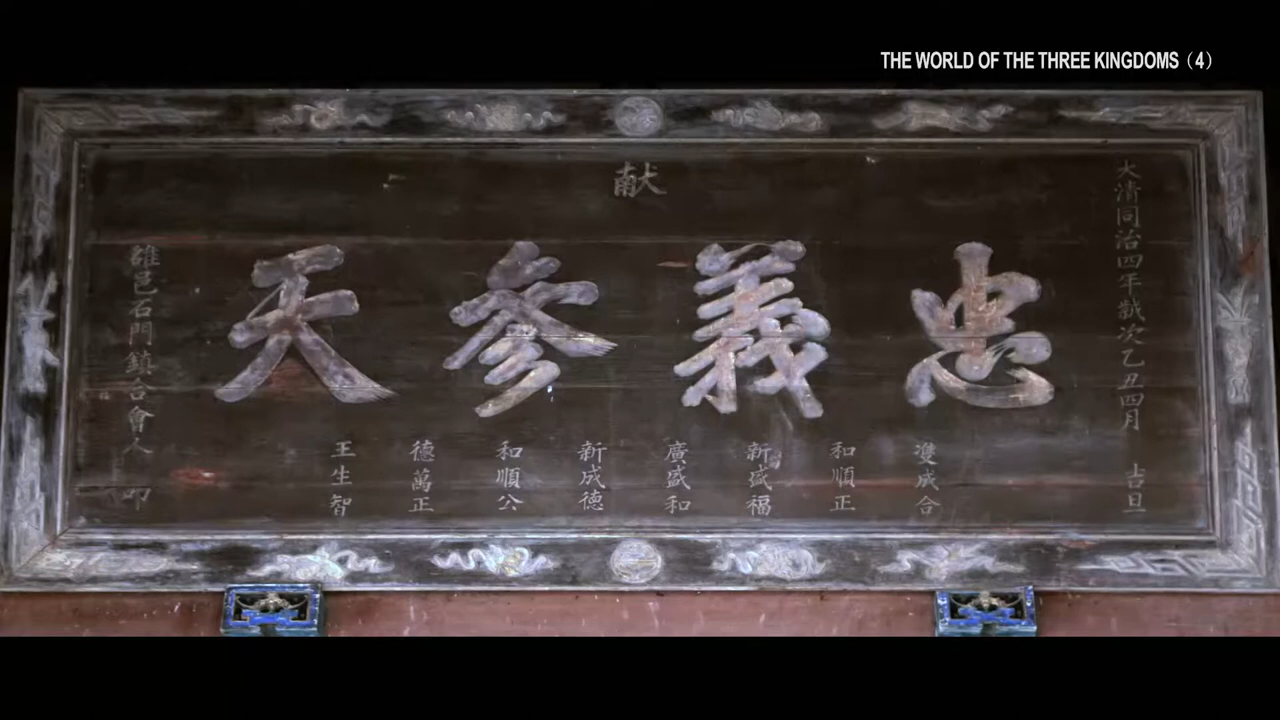 THE WORLD OF THE THREE KINGDOMS（4）
献
大清同治四年歲次乙丑四月 吉旦
忠義參天
雙成合
和順正
新盛福
廣盛和
新成德
和順公
德萬正
王生智
雒邑石門鎮合會人 叩